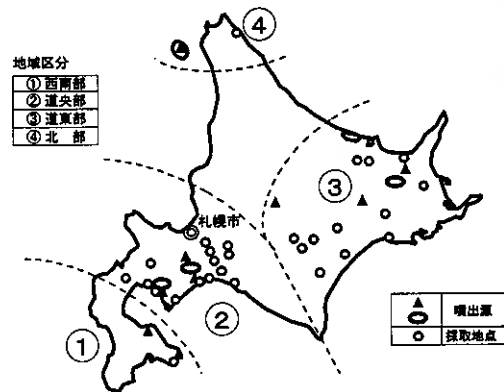 ④
地域区分
① 西南部
② 道央部
③ 道東部
④ 北 部
③
札幌市
②
①
噴出源
採取地点